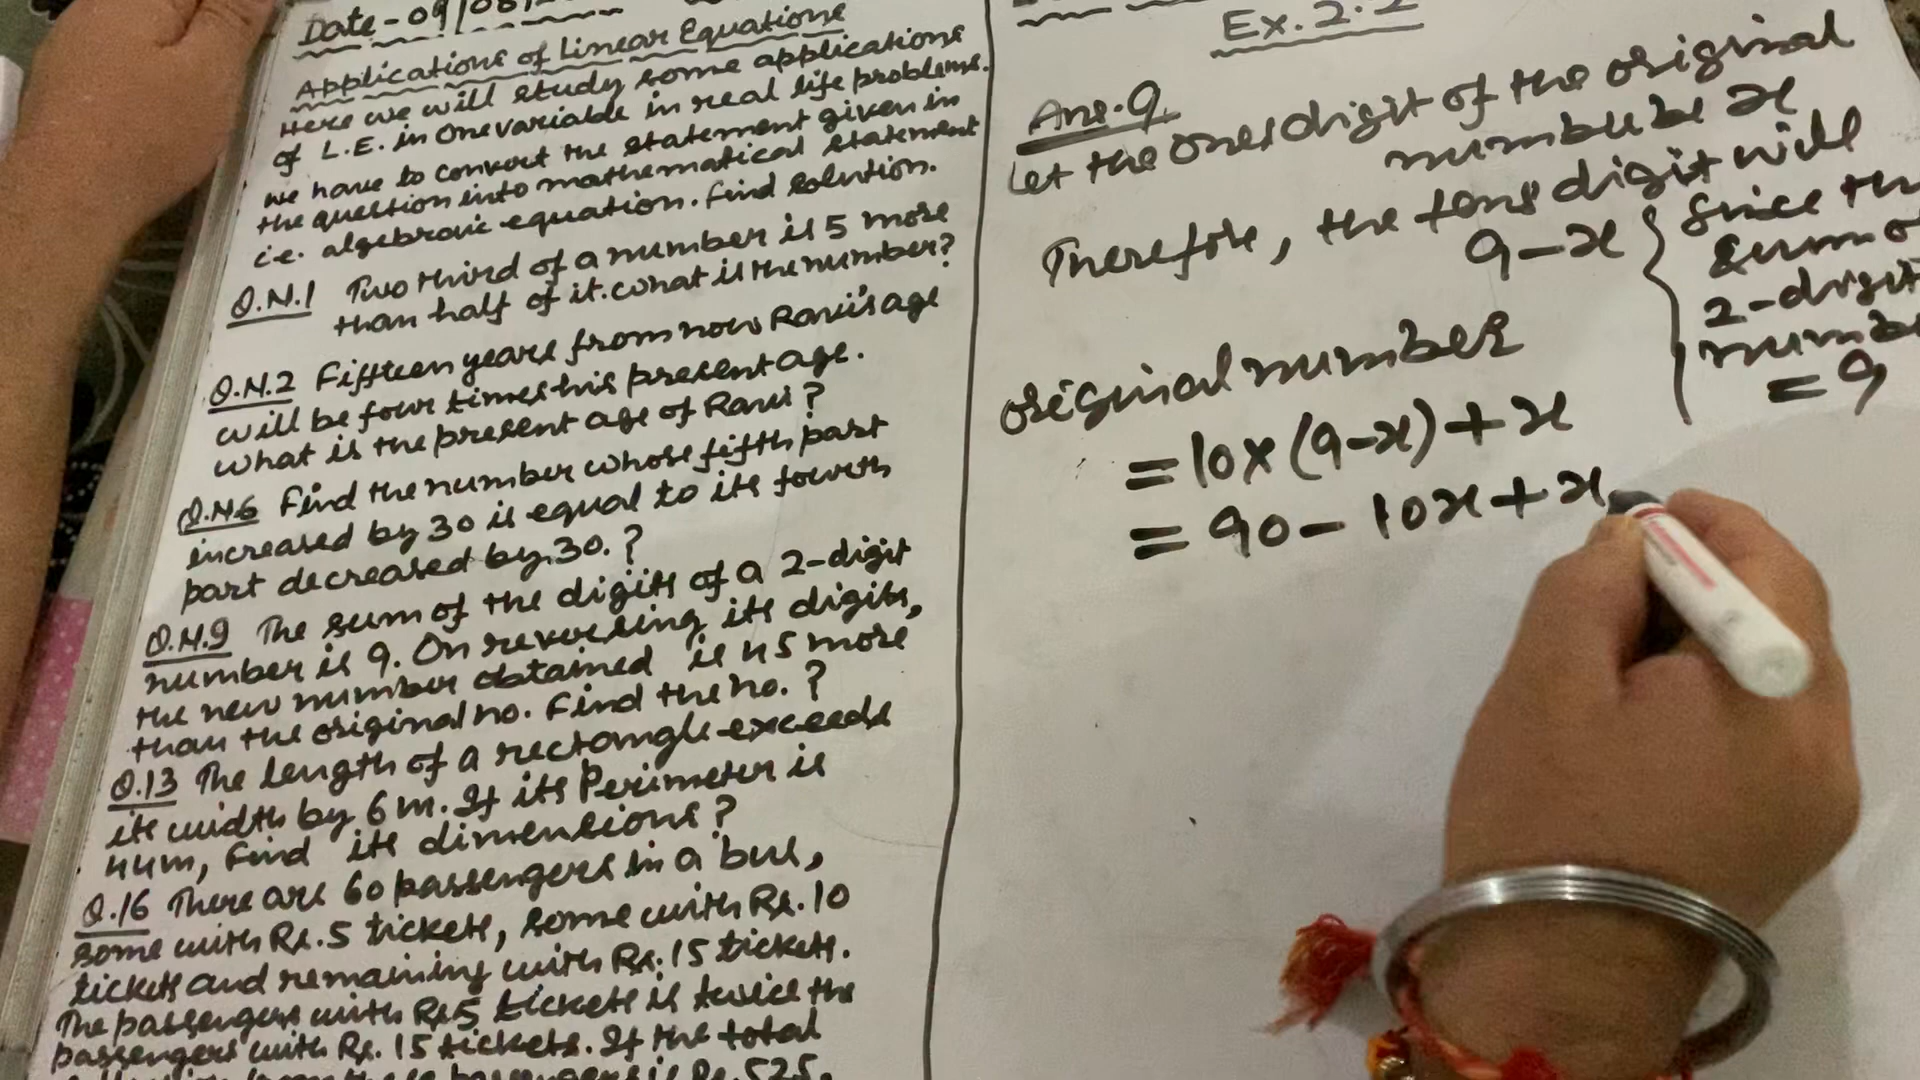 Date - 09/08/
Applications of Linear Equations
Here we will study some applications
of L.E. in one variable in real life problems.
we have to convert the statement given in
the question into mathematical statement
i.e. algebraic equation. Find solution.
Q.N.1 Two third of a number is 5 more
than half of it. what is the number?
Q.N.2 Fifteen years from now Ravi's age
will be four times his present age.
what is the present age of Ravi?
Q.N.6 Find the number whose fifth part
increased by 30 is equal to its fourth
part decreased by 30. ?
Q.N.9 The sum of the digits of a 2-digit
number is 9. On reversing its digits,
the new number obtained is 45 more
than the original no. Find the no. ?
Q.13 The length of a rectangle exceeds
its width by 6 m. If its Perimeter is
44m, Find its dimensions?
Q.16 There are 60 passengers in a bus,
some with Rs.5 tickets, some with Rs.10
tickets and remaining with Rs.15 tickets.
The passengers with Rs5 tickets is twice the
passengers with Rs.15 tickets. If the total
from these passengers is Rs.525.
Ex.2.2
Ans.9
Let the ones digit of the original
number be x
Therefore, the tens digit will
9-x { Since the
sum of
2-digit
number
= 9
original number
= 10×(9-x)+x
= 90-10x+x